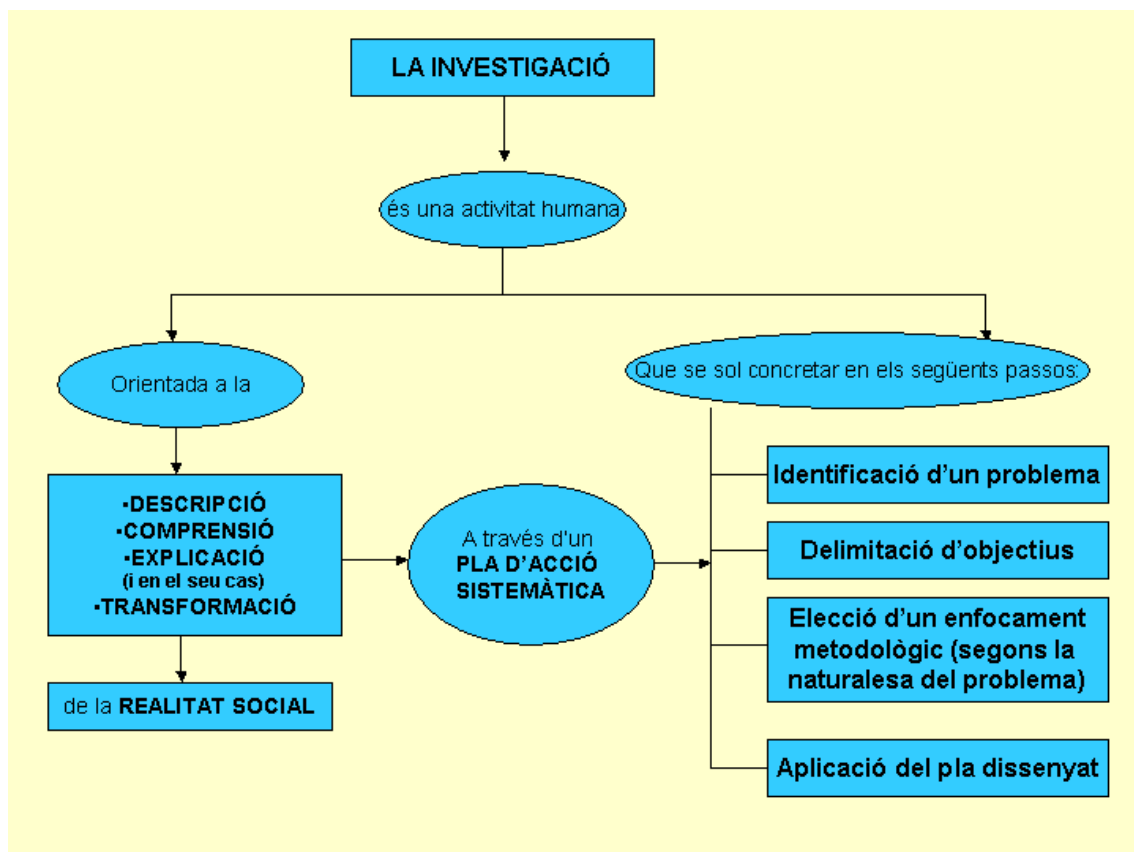 LA INVESTIGACIÓ
és una activitat humana
Orientada a la
Que se sol concretar en els següents passos:
▪DESCRIPCIÓ
▪COMPRENSIÓ
▪EXPLICACIÓ
(i en el seu cas)
▪TRANSFORMACIÓ
de la REALITAT SOCIAL
A través d'un
PLA D'ACCIÓ
SISTEMÀTICA
Identificació d'un problema
Delimitació d'objectius
Elecció d'un enfocament
metodològic (segons la
naturalesa del problema)
Aplicació del pla dissenyat